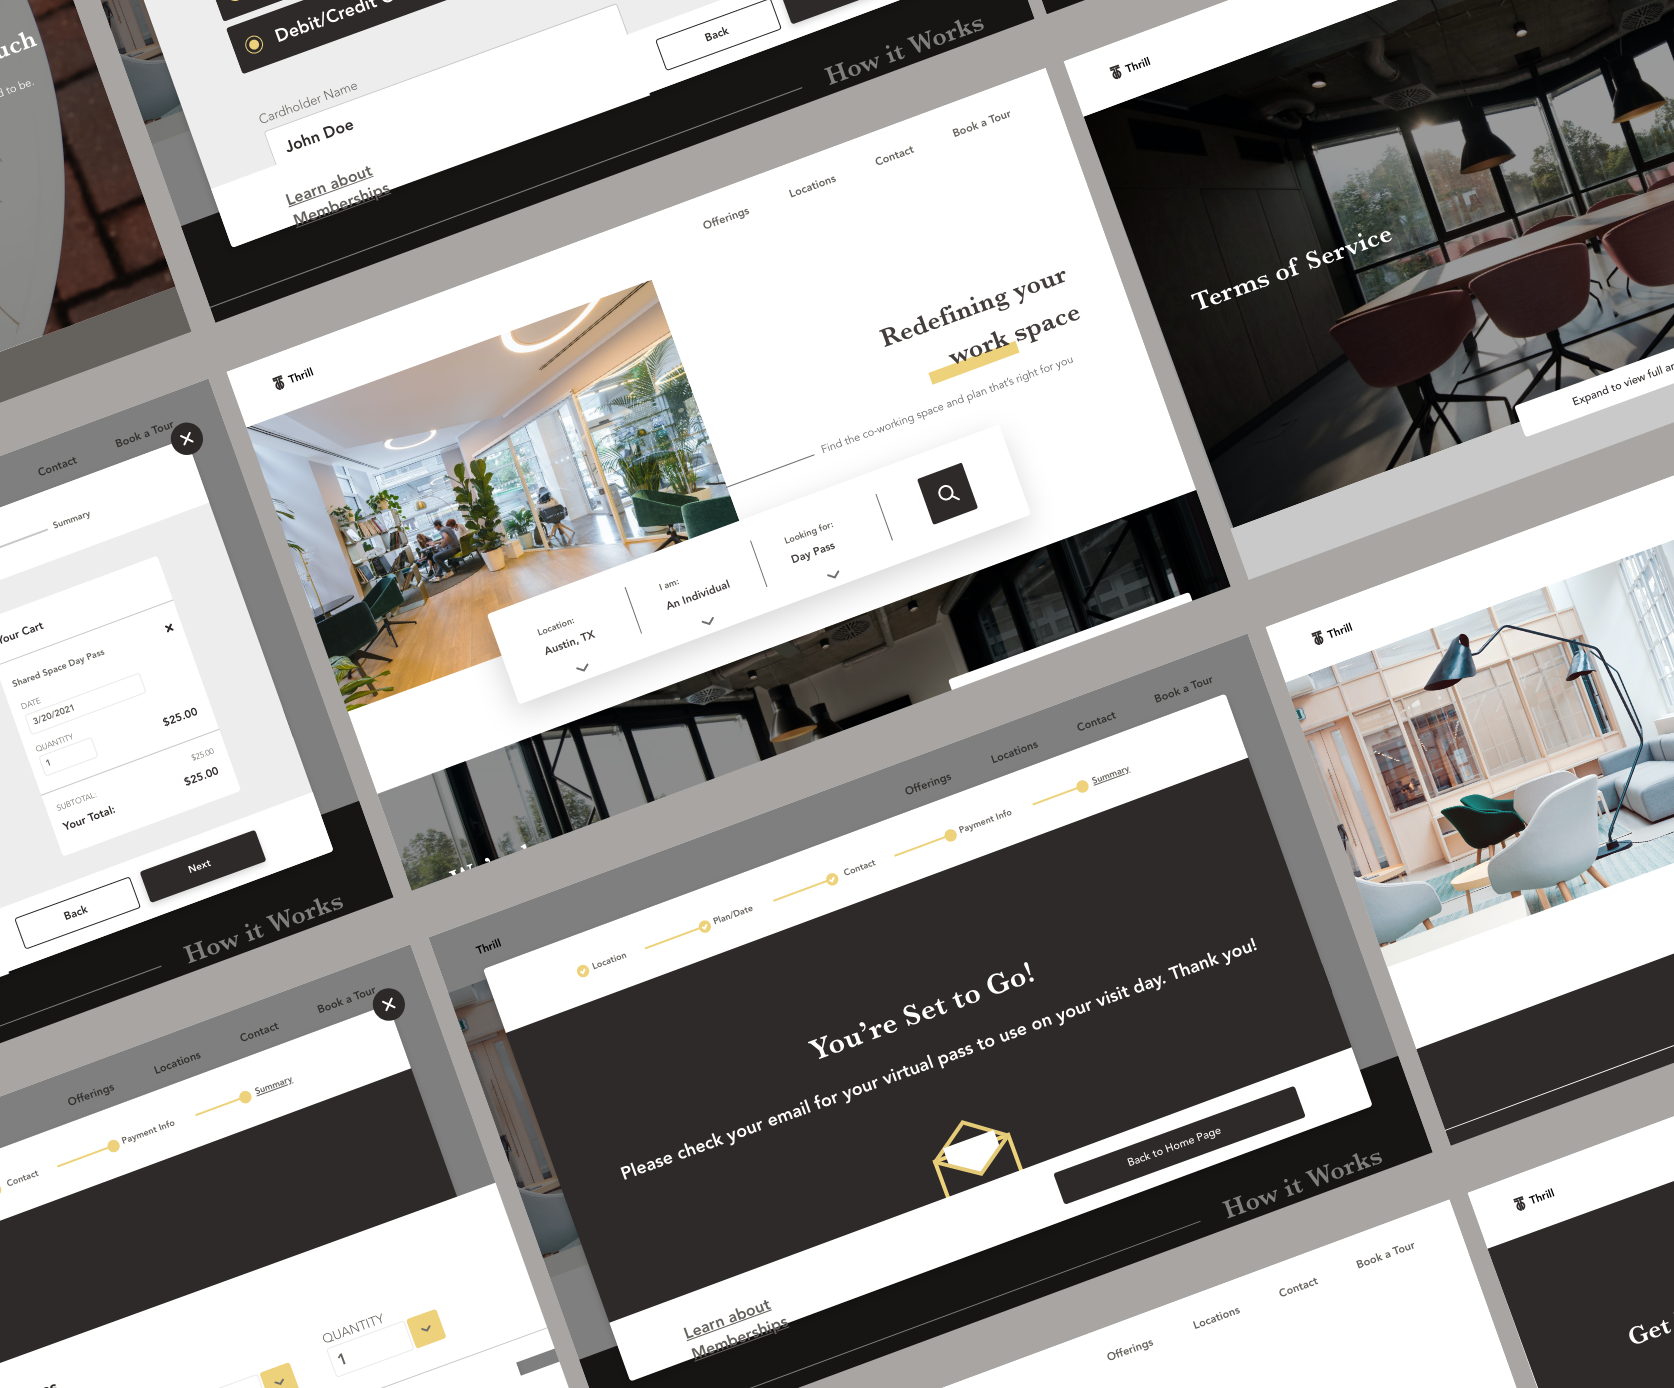 uch
d to be.
Debit/Credit C
Cardholder Name
John Doe
Learn about
Memberships
Back
How it Works
Thrill
Offerings
Locations
Contact
Book a Tour
Redefining your
work space
Find the co-working space and plan that's right for you
Location:
Austin, TX
I am:
An Individual
Looking for:
Day Pass
Thrill
Terms of Service
Expand to view full
Contact
Book a Tour
Summary
Your Cart
Shared Space Day Pass
DATE
3/20/2021
QUANTITY
1
$25.00
SUBTOTAL:
$25.00
Your Total:
$25.00
Back
Next
How it Works
Offerings
Locations
Contact
Book a Tour
Contact
Payment Info
Summary
QUANTITY
1
Thrill
Offerings
Locations
Contact
Book a Tour
Location
Plan/Date
Contact
Payment Info
Summary
You're Set to Go!
Please check your email for your virtual pass to use on your visit day. Thank you!
Back to Home Page
Learn about
Memberships
How it Works
Thrill
Offerings
Locations
Contact
Book a Tour
Thrill
Get